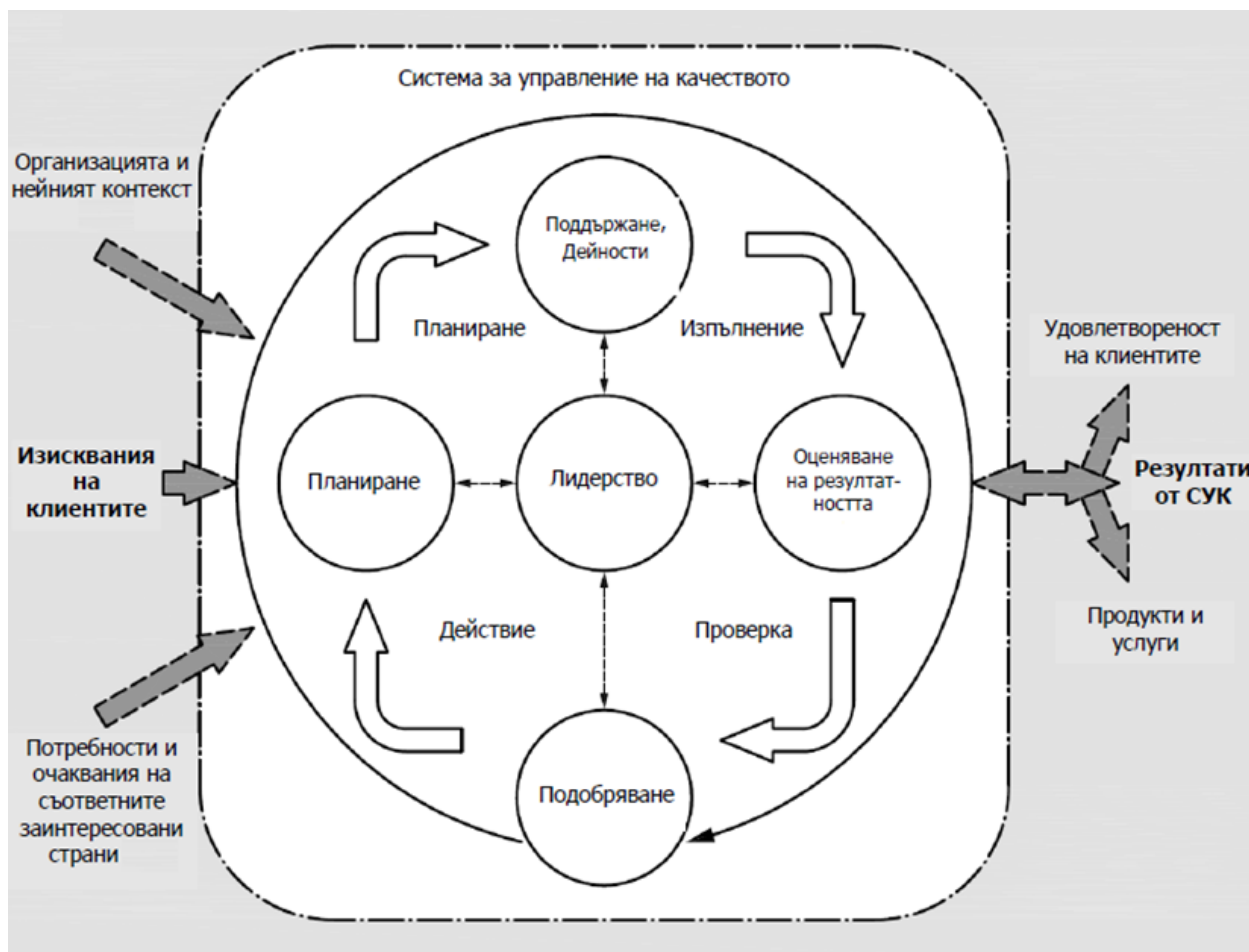 Система за управление на качеството
Организацията и
нейният контекст
Поддържане,
Дейности
Планиране
Изпълнение
Удовлетвореност
на клиентите
Изисквания
на
клиентите
Планиране
Лидерство
Оценяване
на резултат-
ността
Резултати
от СУК
Действие
Проверка
Продукти и
услуги
Потребности и
очаквания на
съответните
заинтересовани
страни
Подобряване